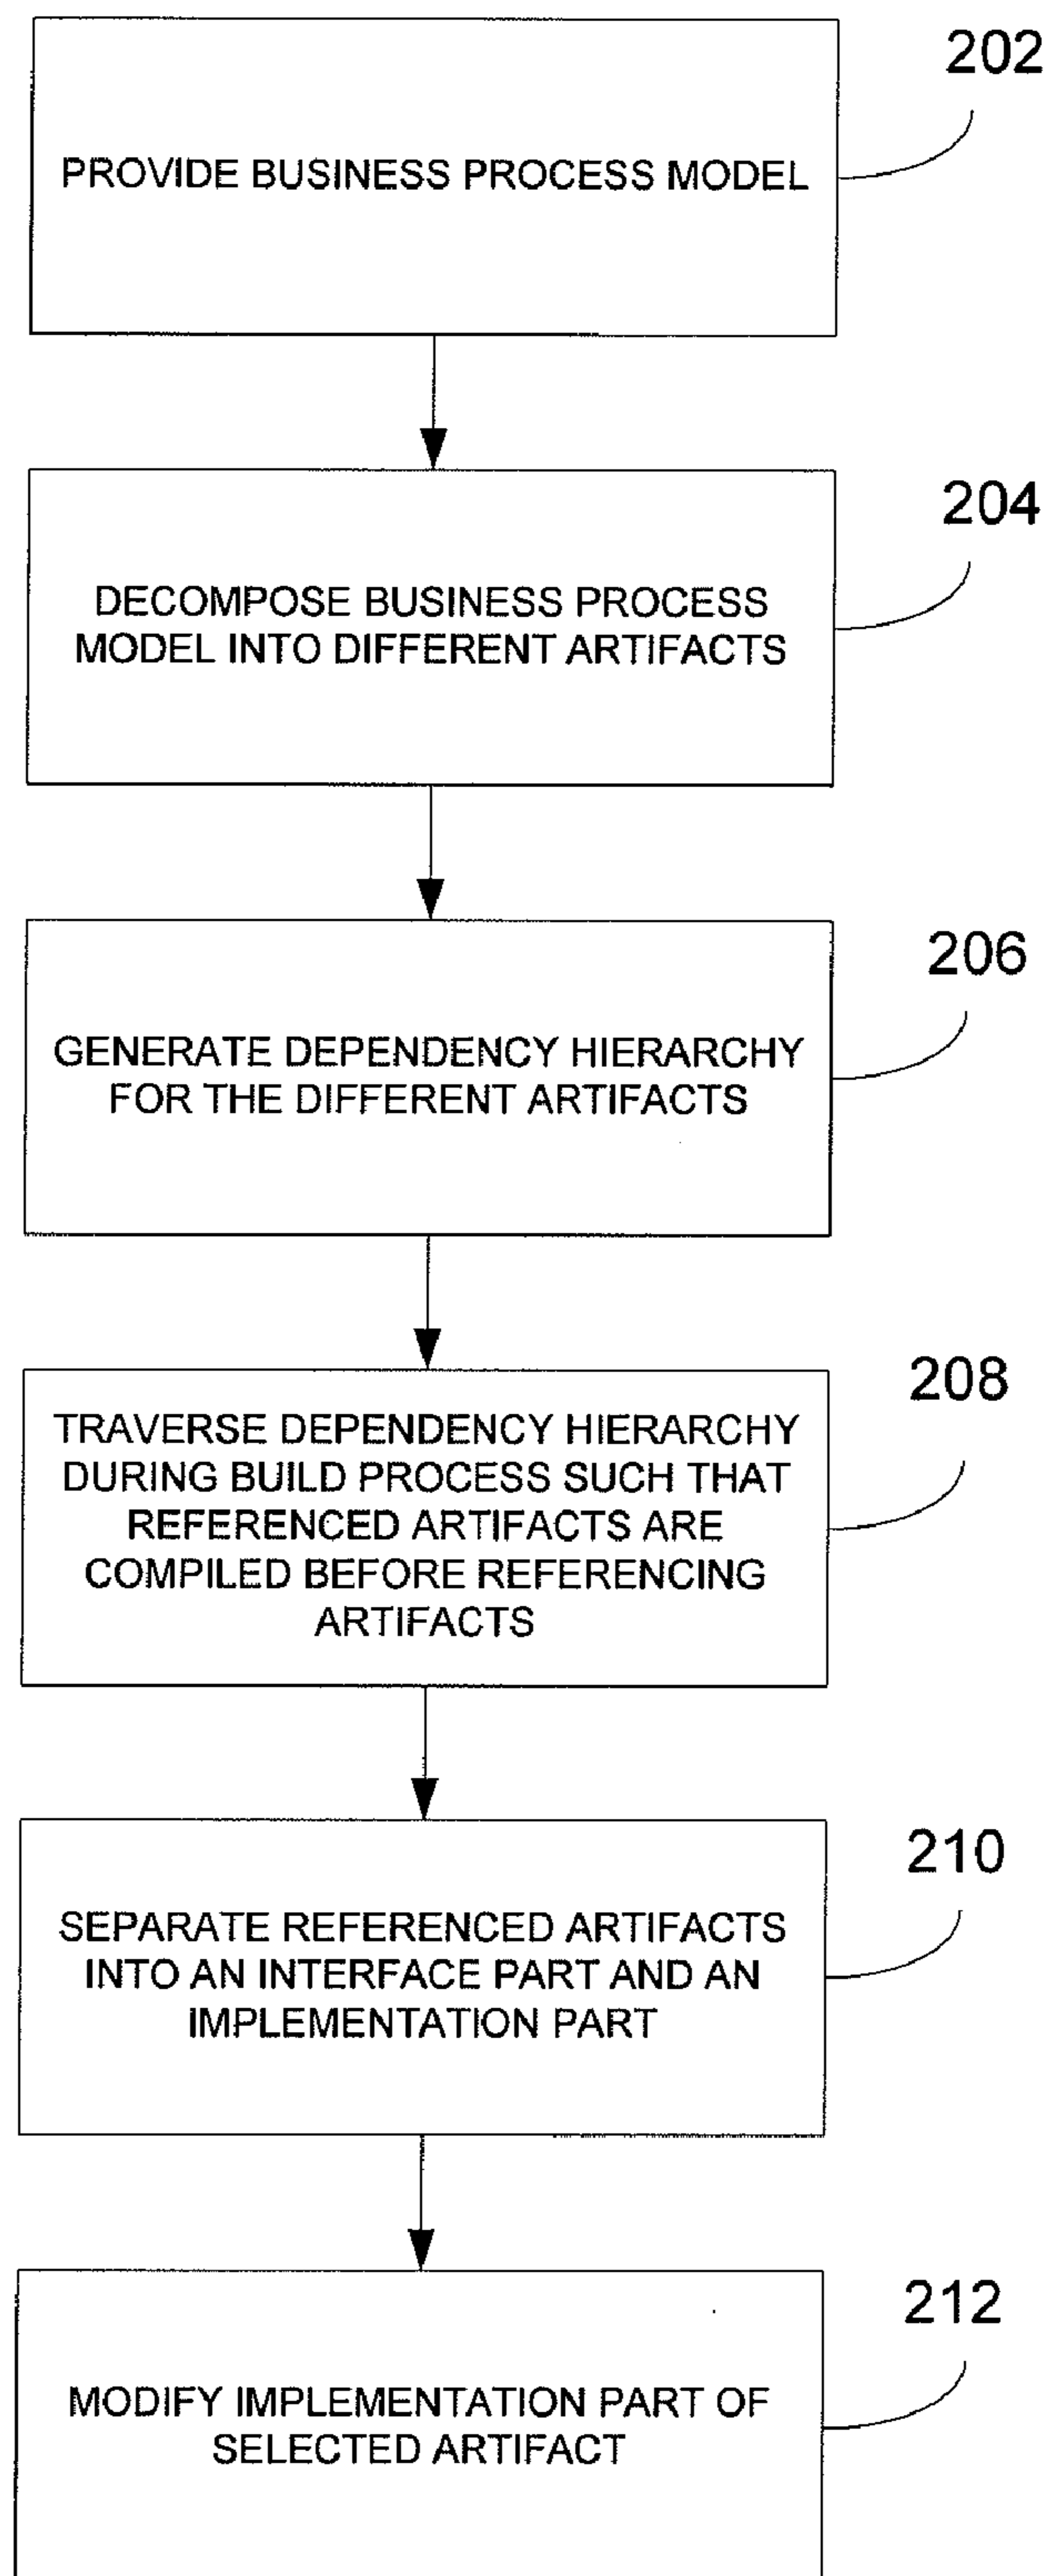 202
PROVIDE BUSINESS PROCESS MODEL
204
DECOMPOSE BUSINESS PROCESS
MODEL INTO DIFFERENT ARTIFACTS
206
GENERATE DEPENDENCY HIERARCHY
FOR THE DIFFERENT ARTIFACTS
208
TRAVERSE DEPENDENCY HIERARCHY
DURING BUILD PROCESS SUCH THAT
REFERENCED ARTIFACTS ARE
COMPILED BEFORE REFERENCING
ARTIFACTS
210
SEPARATE REFERENCED ARTIFACTS
INTO AN INTERFACE PART AND AN
IMPLEMENTATION PART
212
MODIFY IMPLEMENTATION PART OF
SELECTED ARTIFACT